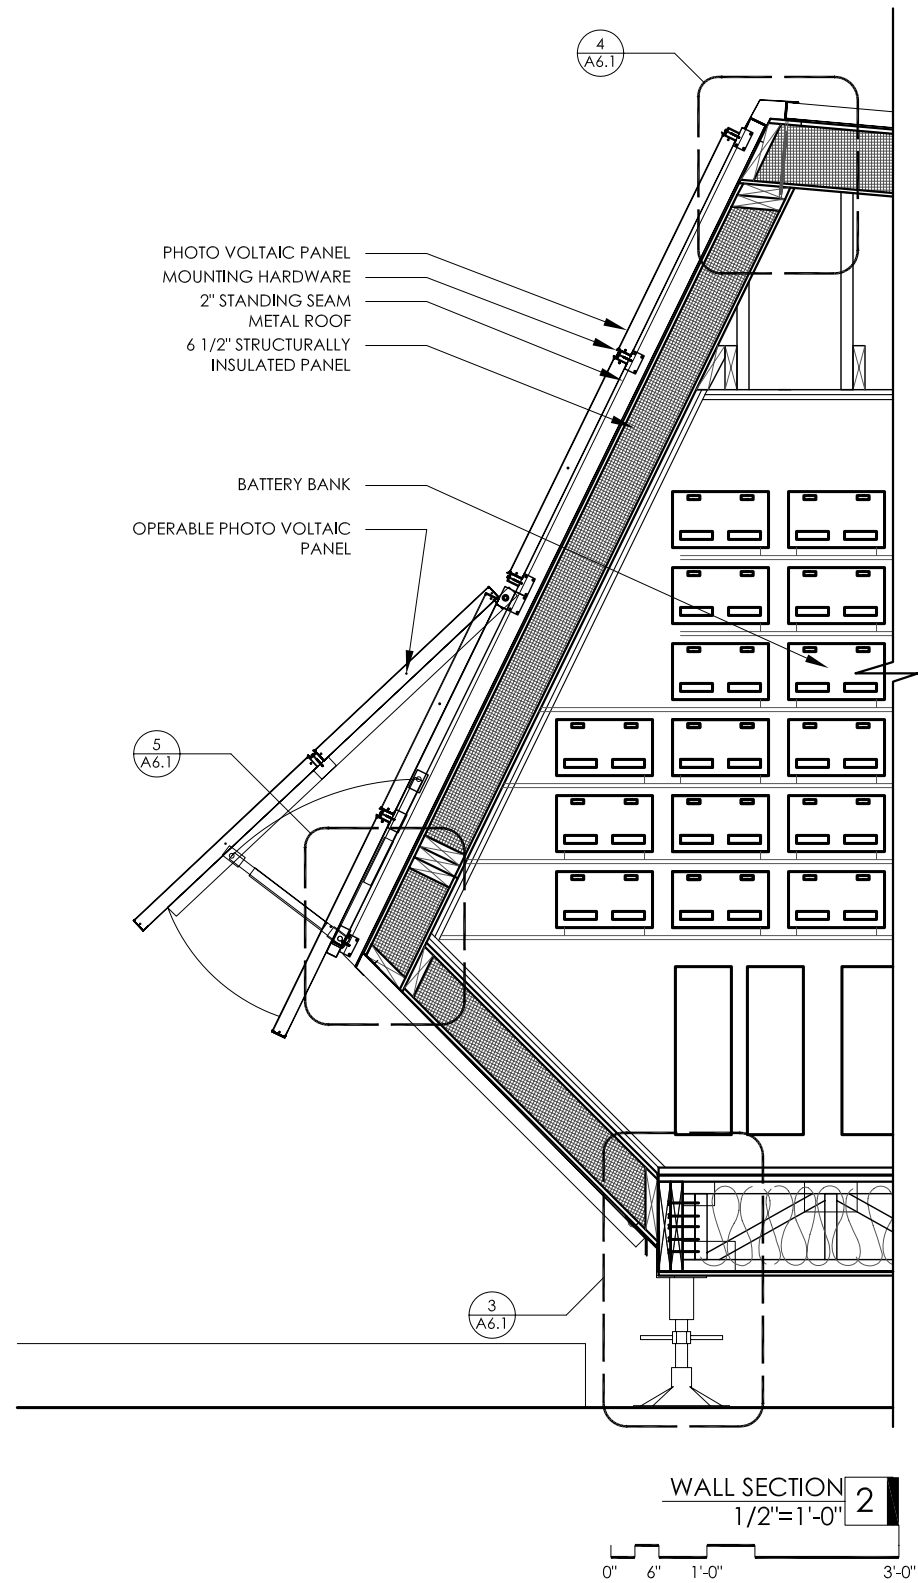 4
A6.1
PHOTO VOLTAIC PANEL
MOUNTING HARDWARE
2" STANDING SEAM
METAL ROOF
6 1/2" STRUCTURALLY
INSULATED PANEL
BATTERY BANK
OPERABLE PHOTO VOLTAIC
PANEL
5
A6.1
3
A6.1
WALL SECTION 2
1/2"=1'-0"
0" 6" 1'-0" 3'-0"